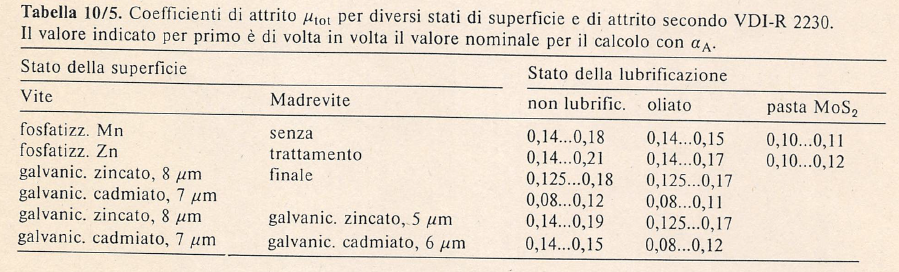 Tabella 10/5. Coefficienti di attrito μtot per diversi stati di superficie e di attrito secondo VDI-R 2230.
Il valore indicato per primo è di volta in volta il valore nominale per il calcolo con αA.
Stato della superficie Stato della lubrificazione
Vite Madrevite non lubrific. oliato pasta MoS₂
fosfatizz. Mn senza 0,14...0,18 0,14...0,15 0,10...0,11
fosfatizz. Zn trattamento 0,14...0,21 0,14...0,17 0,10...0,12
galvanic. zincato, 8 μm finale 0,125...0,18 0,125...0,17
galvanic. cadmiato, 7 μm 0,08...0,12 0,08...0,11
galvanic. zincato, 8 μm galvanic. zincato, 5 μm 0,14...0,19 0,125...0,17
galvanic. cadmiato, 7 μm galvanic. cadmiato, 6 μm 0,14...0,15 0,08...0,12